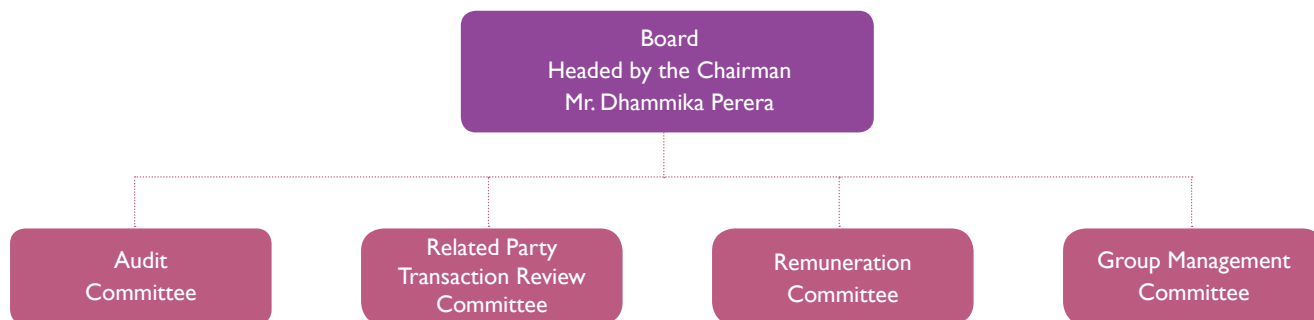 Board
Headed by the Chairman
Mr. Dhammika Perera
Audit
Committee
Related Party
Transaction Review
Committee
Remuneration
Committee
Group Management
Committee